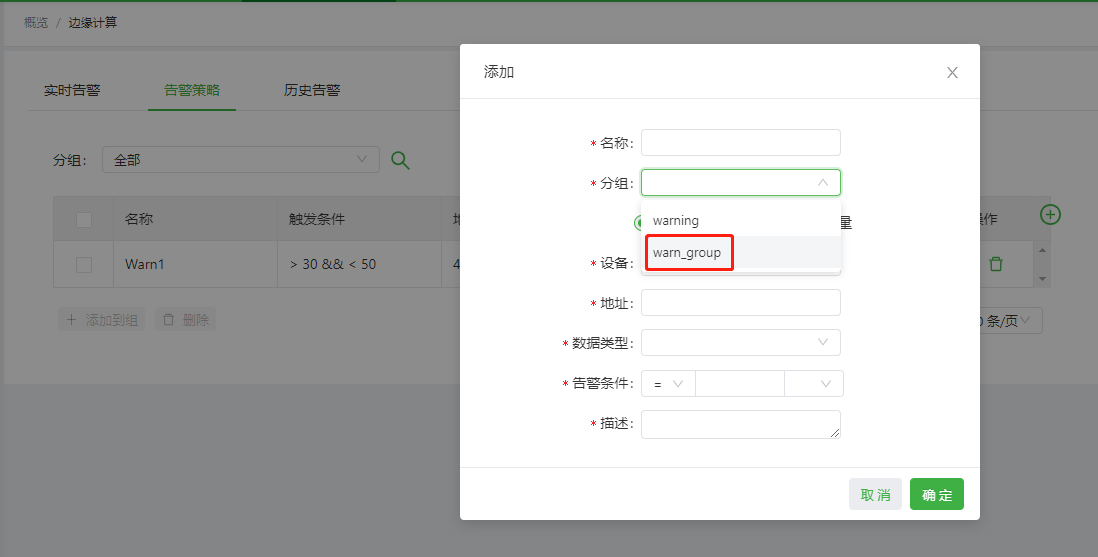 概览 / 边缘计算
添加
实时告警 告警策略 历史告警
* 名称:
分组: 全部
* 分组:
warning
量
warn_group
名称 触发条件
操作
* 设备:
Warn1 > 30 && < 50 4
* 地址:
+ 添加到组 删除
条/页
* 数据类型:
* 告警条件: =
* 描述:
取 消 确 定